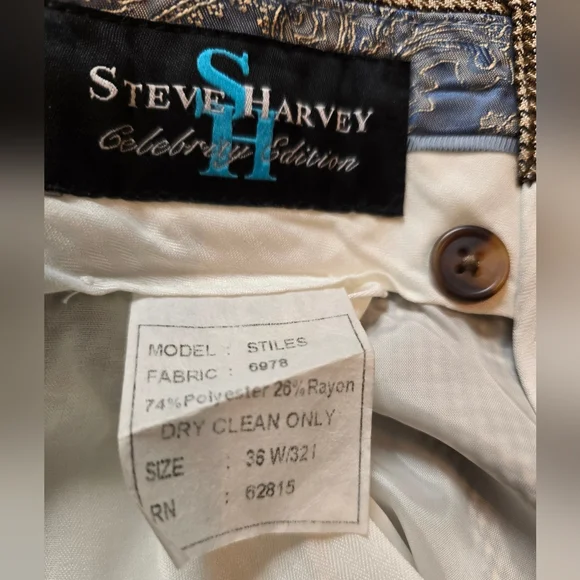 SH
STEVE HARVEY
Celebrity Edition
MODEL : STILES
FABRIC : 6978
74%Polyester 26%Rayon
DRY CLEAN ONLY
SIZE : 36 W/32I
RN : 62815